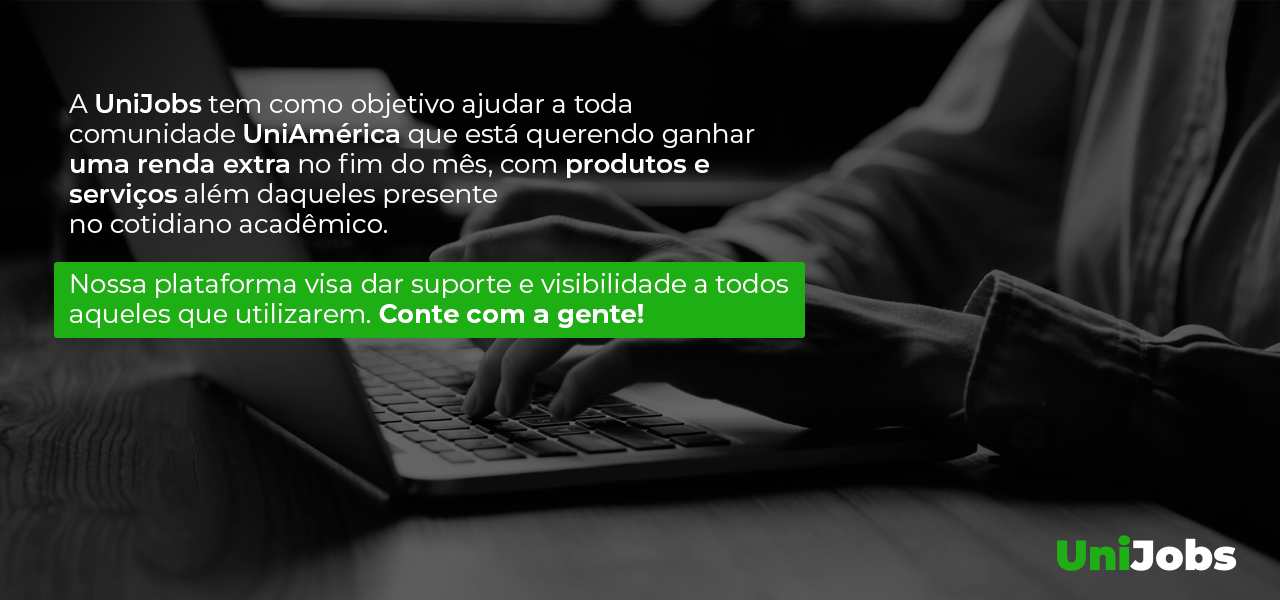 A UniJobs tem como objetivo ajudar a toda
comunidade UniAmérica que está querendo ganhar
uma renda extra no fim do mês, com produtos e
serviços além daqueles presente
no cotidiano acadêmico.
Nossa plataforma visa dar suporte e visibilidade a todos
aqueles que utilizarem. Conte com a gente!
UniJobs